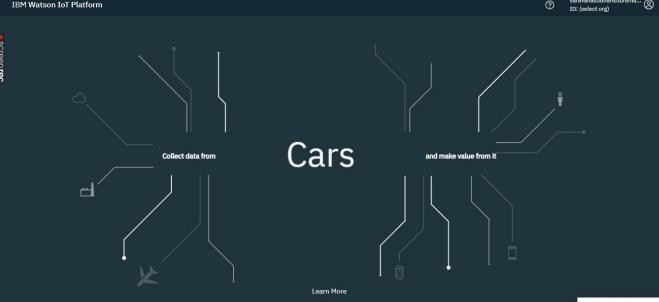 IBM Watson IoT Platform
ID: (select org)
Collect data from
Cars
and make value from it
Learn More